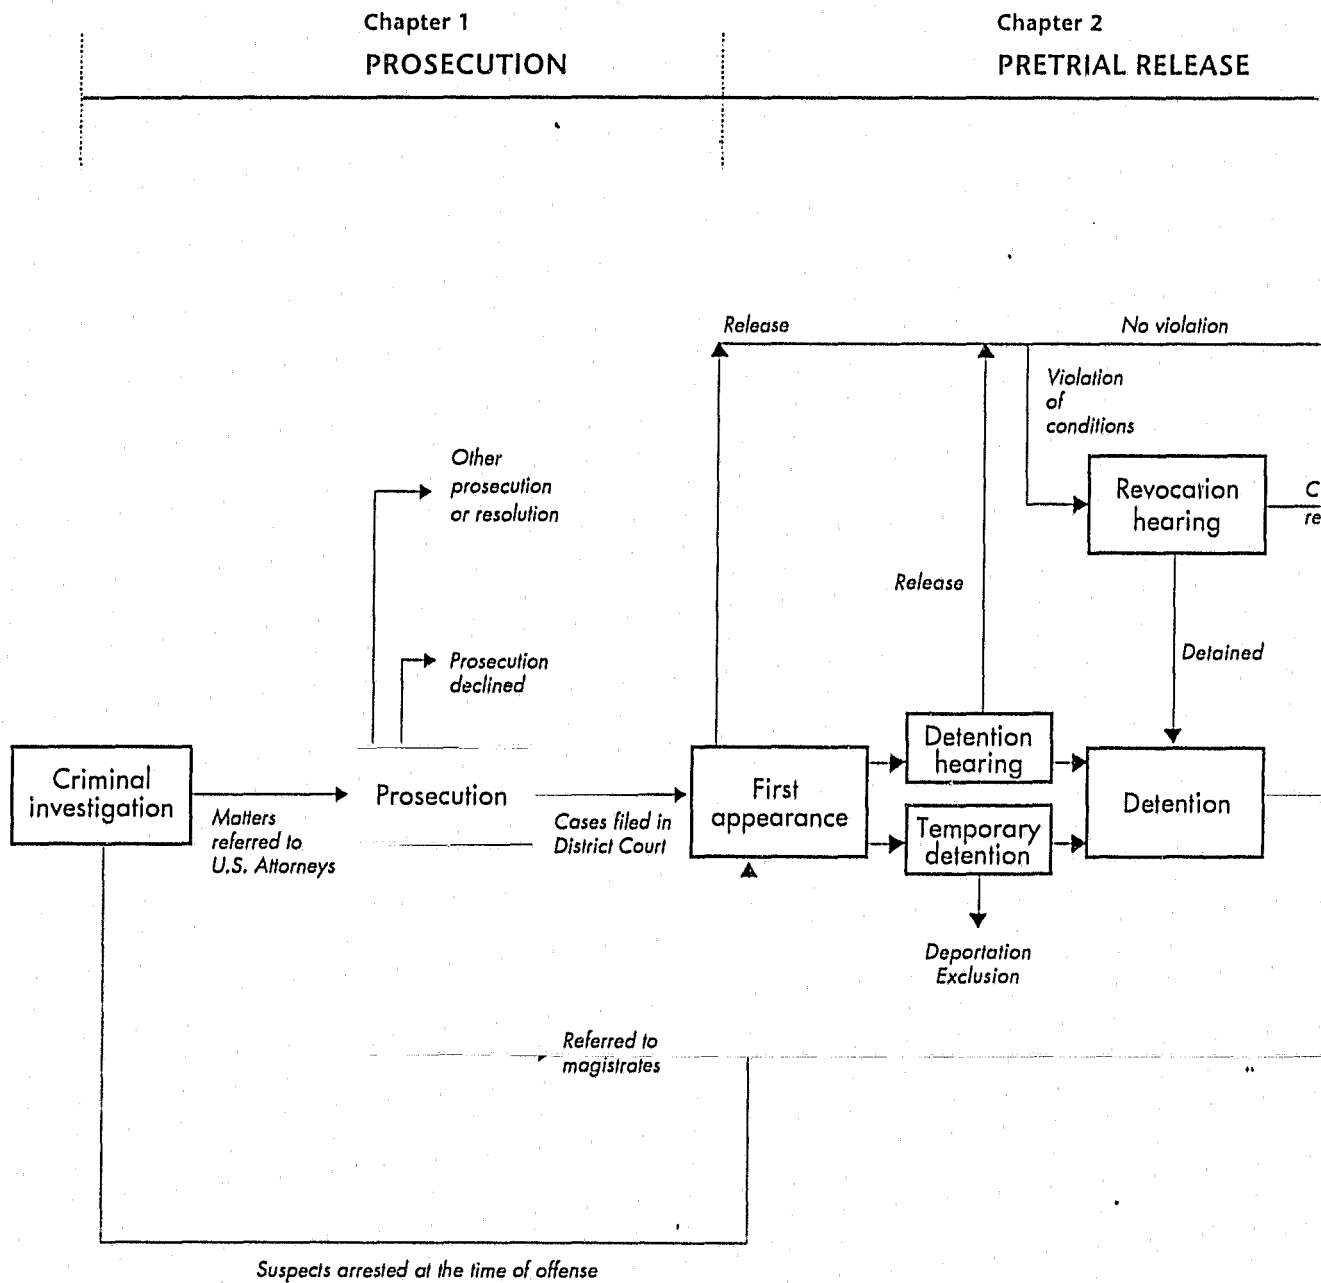 Chapter 1
PROSECUTION
Chapter 2
PRETRIAL RELEASE
Release
No violation
Violation
of
conditions
Other
prosecution
or resolution
Revocation
hearing
Release
Prosecution
declined
Detained
Criminal
investigation
Matters
referred to
U.S. Attorneys
Prosecution
Cases filed in
District Court
First
appearance
Detention
hearing
Temporary
detention
Detention
Deportation
Exclusion
Referred to
magistrates
Suspects arrested at the time of offense